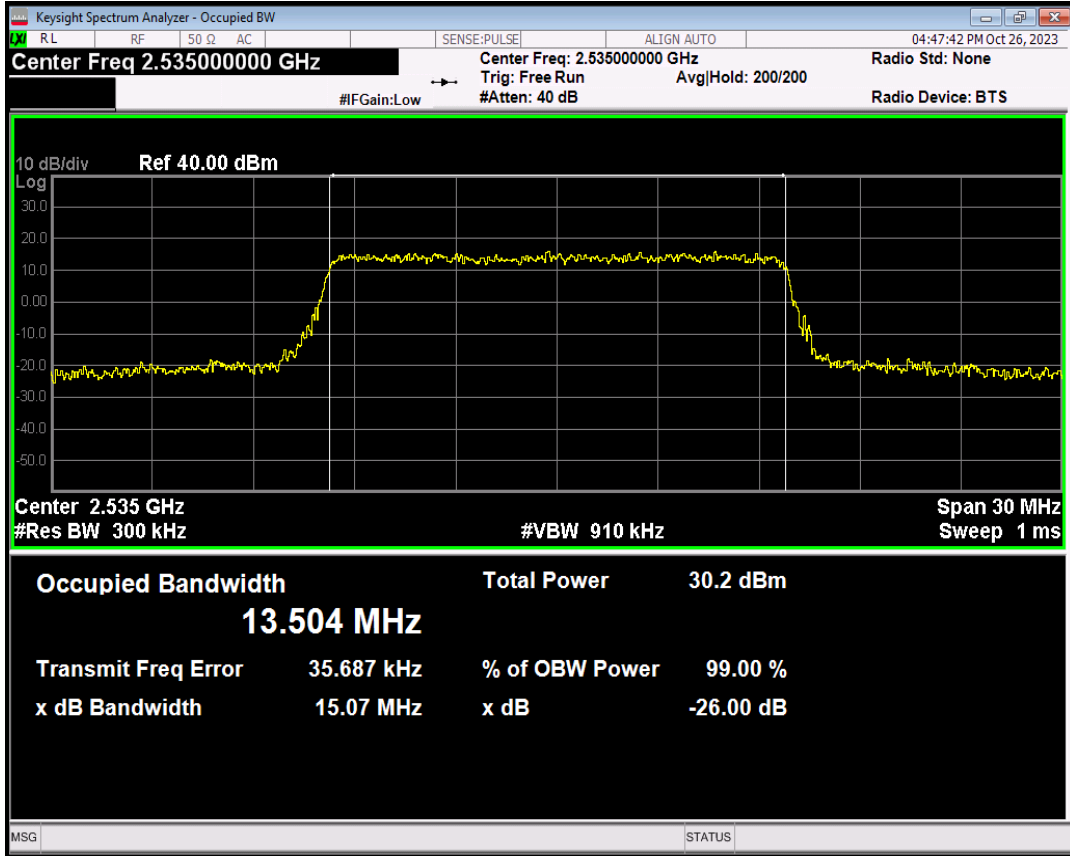 Keysight Spectrum Analyzer - Occupied BW
LXI RL RF 50 Ω AC SENSE:PULSE ALIGN AUTO 04:47:42 PM Oct 26, 2023
Center Freq 2.535000000 GHz Center Freq: 2.535000000 GHz Radio Std: None
Trig: Free Run Avg|Hold: 200/200
#IFGain:Low #Atten: 40 dB Radio Device: BTS
10 dB/div Ref 40.00 dBm
Log
30.0
20.0
10.0
0.00
-10.0
-20.0
-30.0
-40.0
-50.0
Center 2.535 GHz Span 30 MHz
#Res BW 300 kHz #VBW 910 kHz Sweep 1 ms
Occupied Bandwidth Total Power 30.2 dBm
13.504 MHz
Transmit Freq Error 35.687 kHz % of OBW Power 99.00 %
x dB Bandwidth 15.07 MHz x dB -26.00 dB
MSG STATUS